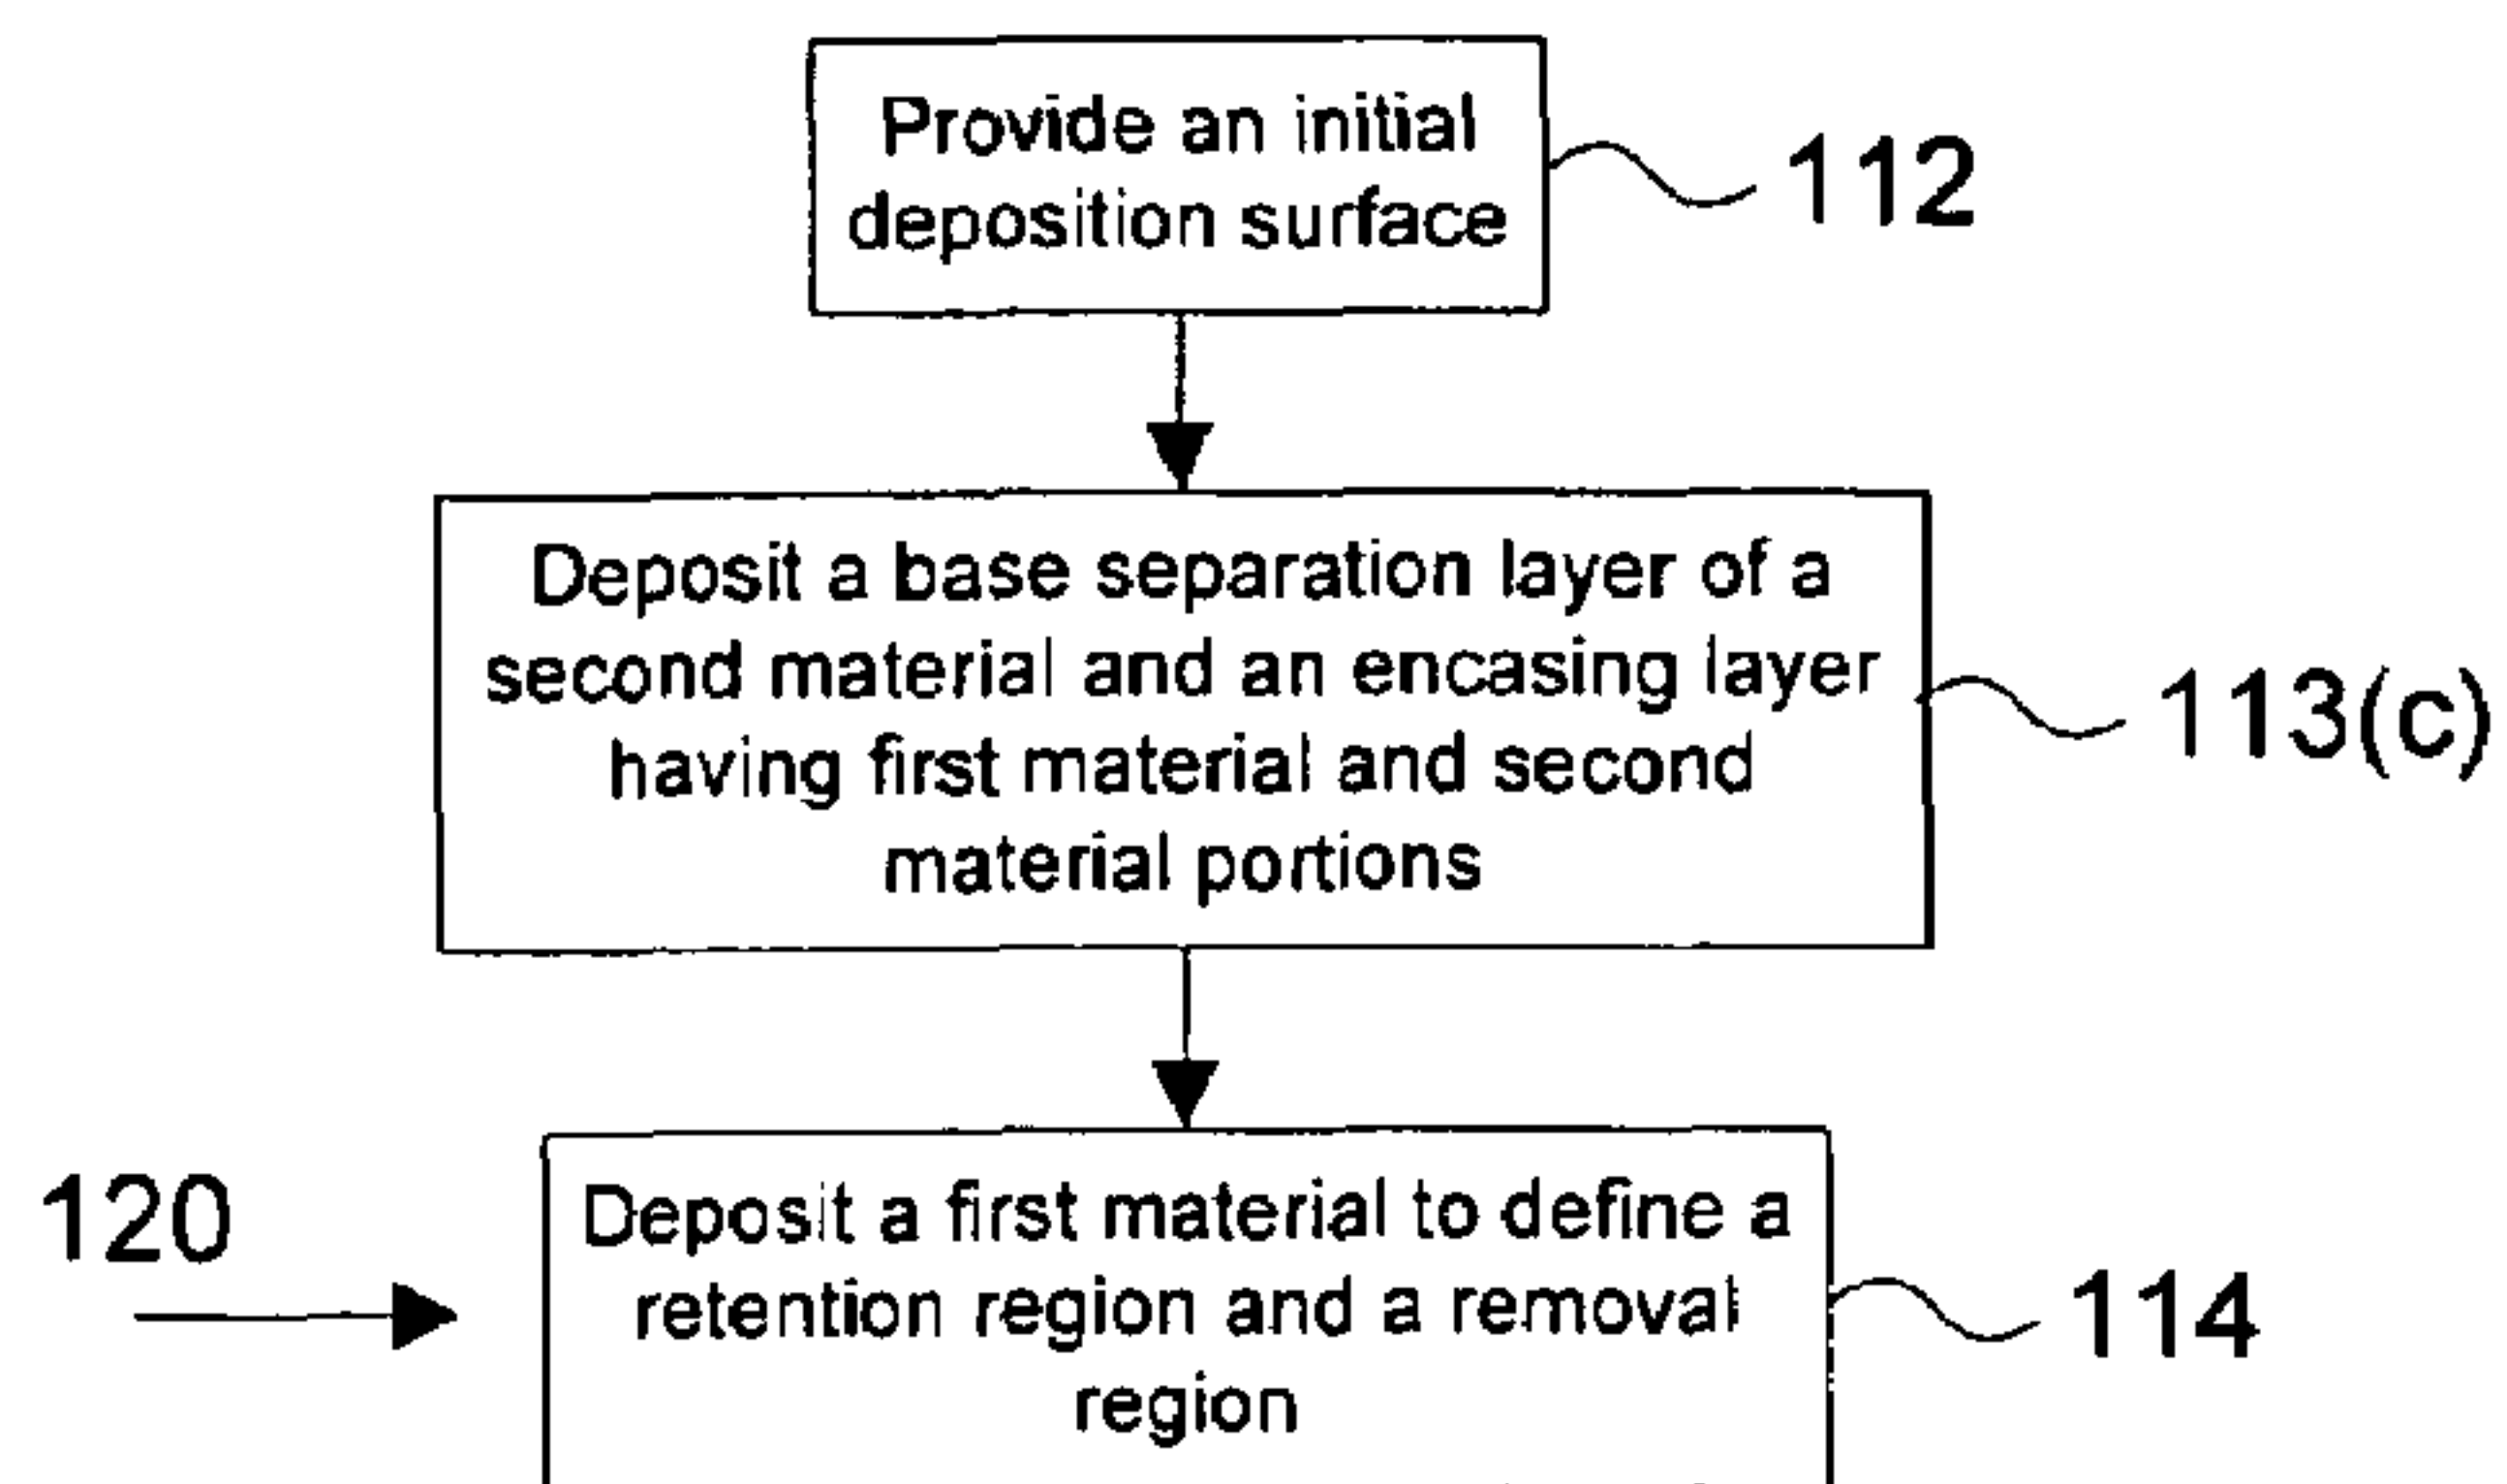 Provide an initial
deposition surface
112
Deposit a base separation layer of a
second material and an encasing layer
having first material and second
material portions
113(c)
120
Deposit a first material to define a
retention region and a removal
region
114